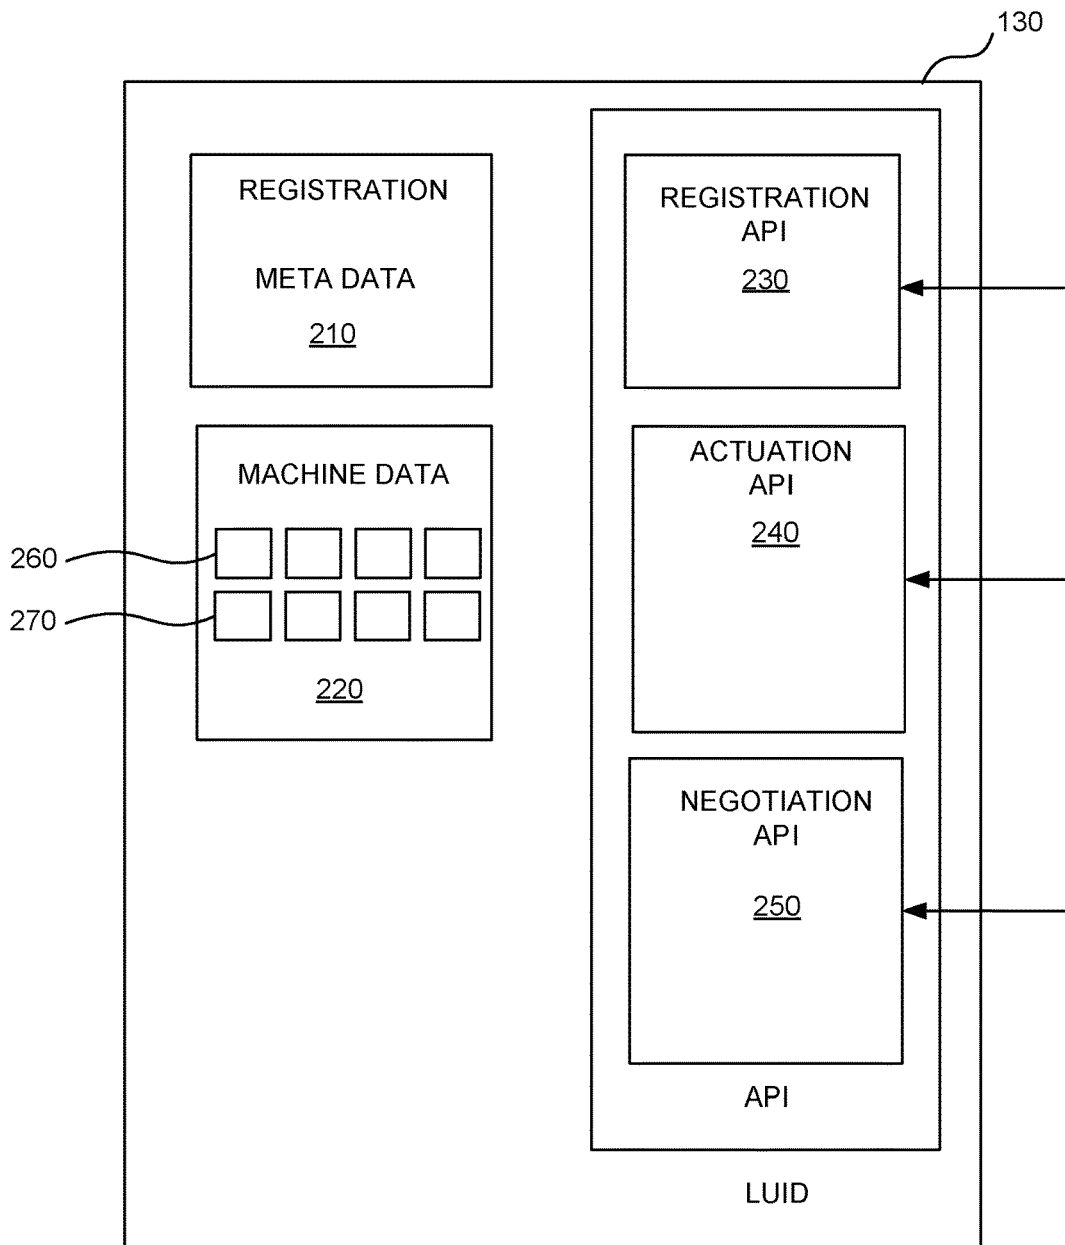 130
REGISTRATION
META DATA
210
REGISTRATION
API
230
MACHINE DATA
260
270
220
ACTUATION
API
240
NEGOTIATION
API
250
API
LUID